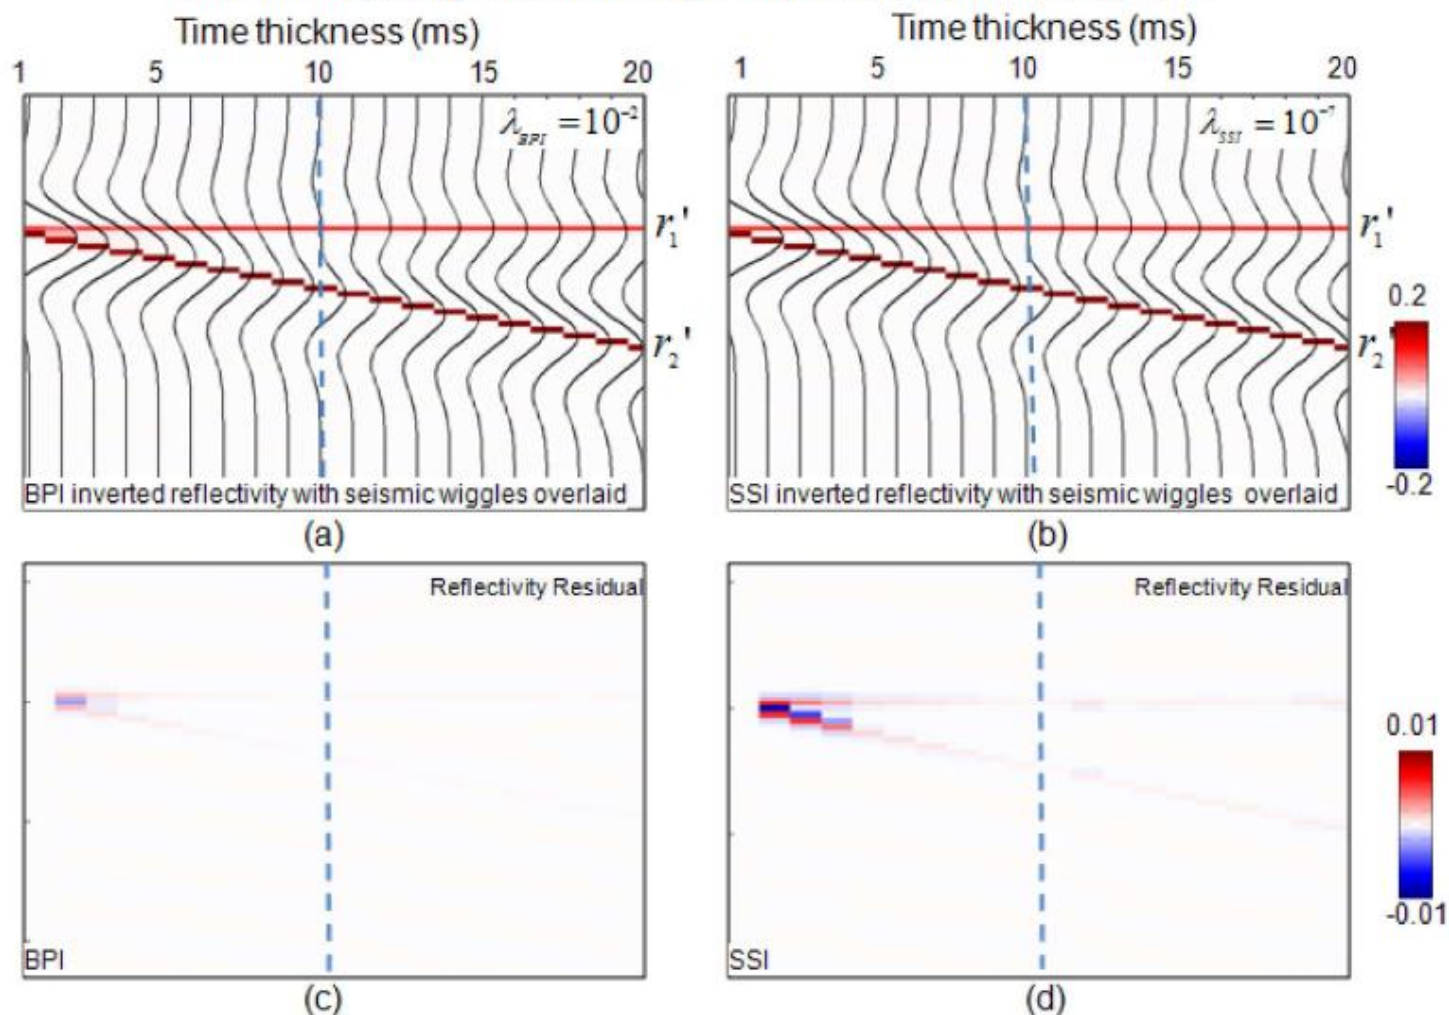 Time thickness (ms)
1 5 10 15 20
λ_BPI = 10⁻²
r₁'
r₂'
BPI inverted reflectivity with seismic wiggles overlaid
(a)
Time thickness (ms)
1 5 10 15 20
λ_SSI = 10⁻⁷
r₁'
r₂'
SSI inverted reflectivity with seismic wiggles overlaid
(b)
0.2
-0.2
Reflectivity Residual
BPI
(c)
Reflectivity Residual
SSI
(d)
0.01
-0.01